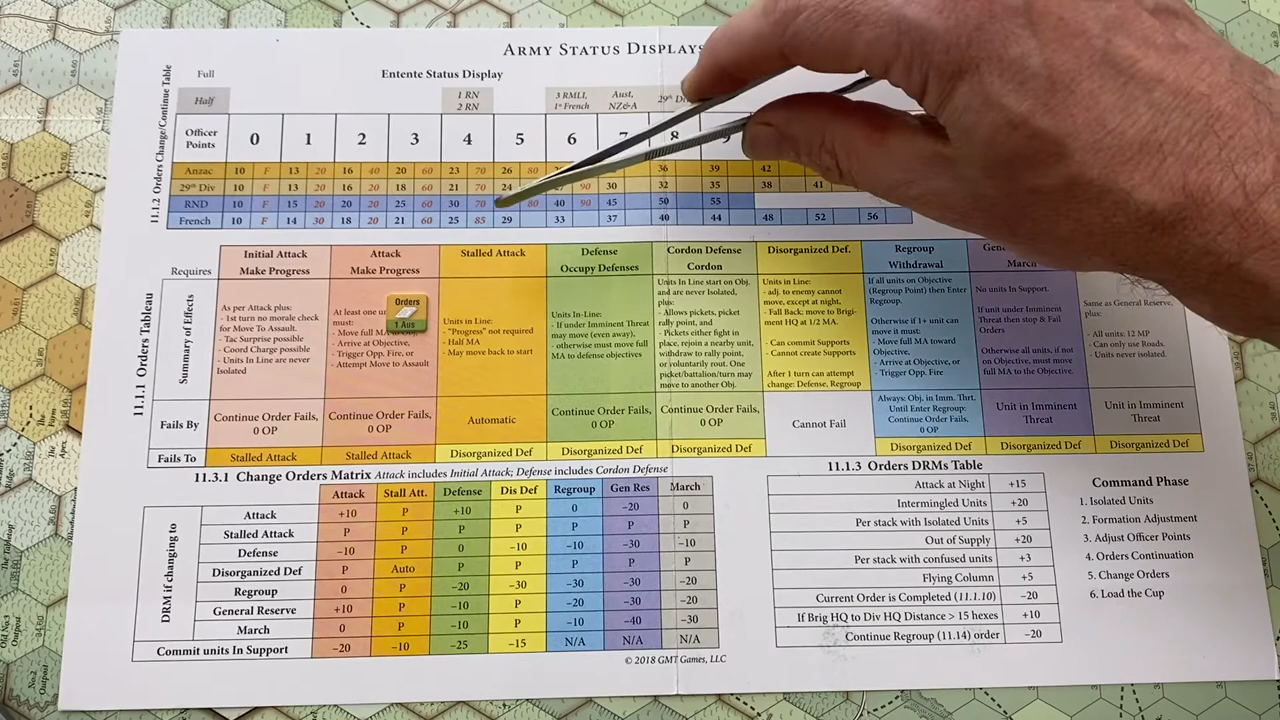 ARMY STATUS DISPLAYS
Full
Entente Status Display
Half
1 RN
2 RN
3 RMLI,
1st French
Aust,
NZ&A
29th
11.1.2 Orders Change/Continue Table
Officer
Points
0 1 2 3 4 5 6 7 8
Anzac 10 F 13 20 16 40 20 60 23 70 26 80 36 39 42
29th Div 10 F 13 20 16 20 18 60 21 70 24 90 30 32 35 38 41
RND 10 F 15 20 20 20 25 60 30 70 80 40 90 45 50 55
French 10 F 14 30 18 20 21 60 25 85 29 33 37 40 44 48 52 56
11.1.1 Orders Tableau
Requires
Initial Attack
Make Progress
Attack
Make Progress
Stalled Attack
Defense
Occupy Defenses
Cordon Defense
Cordon
Disorganized Def.
Regroup
Withdrawal
March
Summary of Effects
As per Attack plus:
- 1st turn no morale check
for Move To Assault.
- Tac Surprise possible
- Coord Charge possible
- Units In Line are never
Isolated
At least one
must:
- Move full
- Arrive at Objective,
- Trigger Opp. Fire, or
- Attempt Move to Assault
Orders
1 Aus
Units in Line:
- "Progress" not required
- Half MA
- May move back to start
Units In-Line:
- If under Imminent Threat
may move (even away),
- otherwise must move full
MA to defend objectives
Units In Line start on Obj.
and are never Isolated,
plus:
- Allows pickets, picket
rally point, and
- Pickets either fight in
place, rejoin a nearby unit,
withdraw to rally point,
or voluntarily rout. One
picket/battalion/turn may
move to another Obj.
Units in Line:
- adj. to enemy cannot
move, except at night,
- Fall Back: move to Brig-
ment HQ at 1/2 MA.
- Can commit Supports
- Cannot create Supports
After 1 turn can attempt
change: Defense, Regroup
If all units on Objective
(Regroup Point) then Enter
Regroup.
Otherwise if 1+ unit can
move it must:
- Move full MA toward
Objective,
- Arrive at Objective, or
- Trigger Opp. Fire
No units in Support.
If unit under Imminent
Threat then stop & Fail
Orders
Otherwise all units, if not
on Objective, must move
full MA to the Objective.
Same as General Reserve,
plus:
- All units: 12 MP
- Can only use Roads.
- Units never isolated.
Fails By
Continue Order Fails,
0 OP
Continue Order Fails,
0 OP
Automatic
Continue Order Fails,
0 OP
Continue Order Fails,
0 OP
Cannot Fail
Always: Obj. in Imm. Thrt.
Until Enter Regroup:
Continue Order Fails,
0 OP
Unit in Imminent
Threat
Unit in Imminent
Threat
Fails To
Stalled Attack
Stalled Attack
Disorganized Def
Disorganized Def
Disorganized Def
Disorganized Def
Disorganized Def
Disorganized Def
11.3.1 Change Orders Matrix Attack includes Initial Attack; Defense includes Cordon Defense
Attack Stall Att. Defense Dis Def Regroup Gen Res March
DRM if changing to
Attack +10 P +10 P 0 -20 0
Stalled Attack P P P P P P P
Defense -10 P 0 -10 -10 -30 -10
Disorganized Def P Auto P P P P P
Regroup 0 P -20 -30 -30 -30 -20
General Reserve +10 P -10 P -20 -30 -20
March 0 P -10 P -10 -40 -30
Commit units In Support -20 -10 -25 -15 N/A N/A N/A
© 2018 GMT Games, LLC
11.1.3 Orders DRMs Table
Attack at Night +15
Intermingled Units +20
Per stack with Isolated Units +5
Out of Supply +20
Per stack with confused units +3
Flying Column +5
Current Order is Completed (11.1.10) -20
If Brig HQ to Div HQ Distance > 15 hexes +10
Continue Regroup (11.14) order -20
Command Phase
1. Isolated Units
2. Formation Adjustment
3. Adjust Officer Points
4. Orders Continuation
5. Change Orders
6. Load the Cup